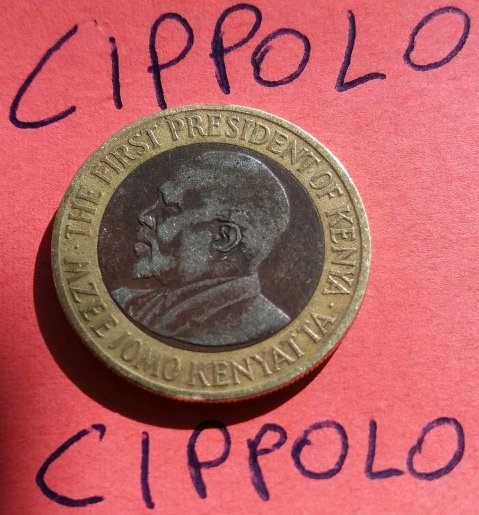 CIPPOLO
THE FIRST PRESIDENT OF KENYA
MZEE JOMO KENYATTA
CIPPOLO